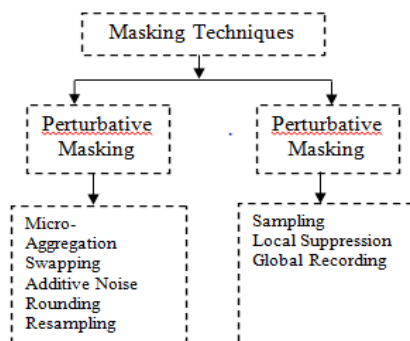 Masking Techniques
Perturbative
Masking
Perturbative
Masking
Micro-
Aggregation
Swapping
Additive Noise
Rounding
Resampling
Sampling
Local Suppression
Global Recording